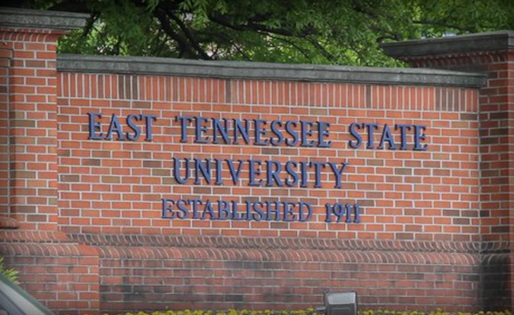 EAST TENNESSEE STATE
UNIVERSITY
ESTABLISHED 1911